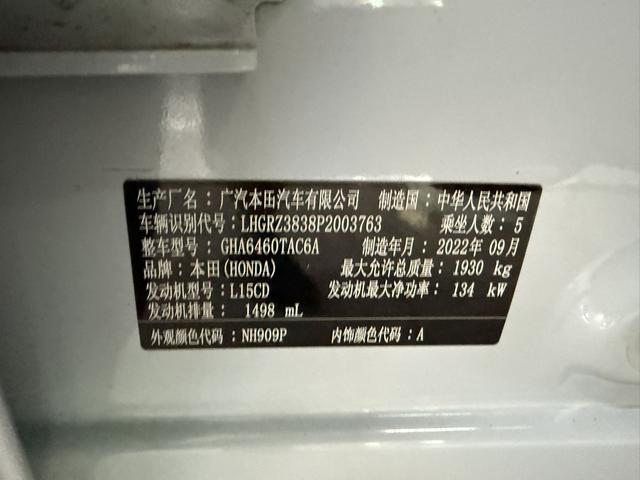 生产厂名：广汽本田汽车有限公司 制造国：中华人民共和国
车辆识别代号：LHGRZ3838P2003763 乘坐人数：5
整车型号：GHA6460TAC6A 制造年月：2022年09月
品牌：本田(HONDA) 最大允许总质量：1930 kg
发动机型号：L15CD 发动机最大净功率：134 kW
发动机排量：1498 mL
外观颜色代码：NH909P 内饰颜色代码：A